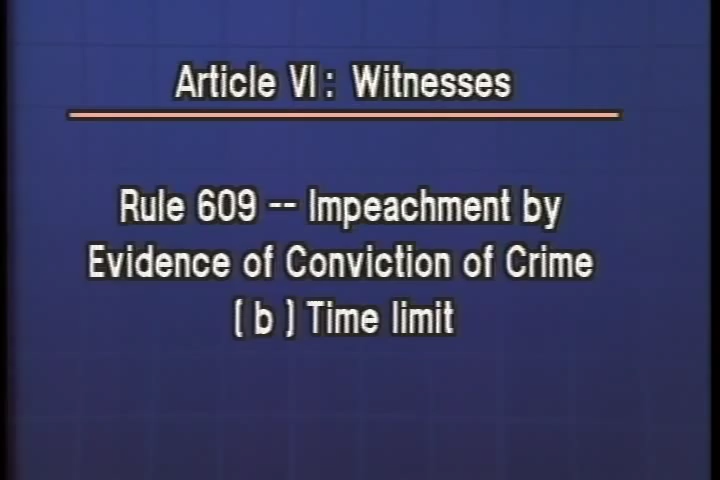 Article VI: Witnesses
Rule 609 -- Impeachment by
Evidence of Conviction of Crime
( b ) Time limit